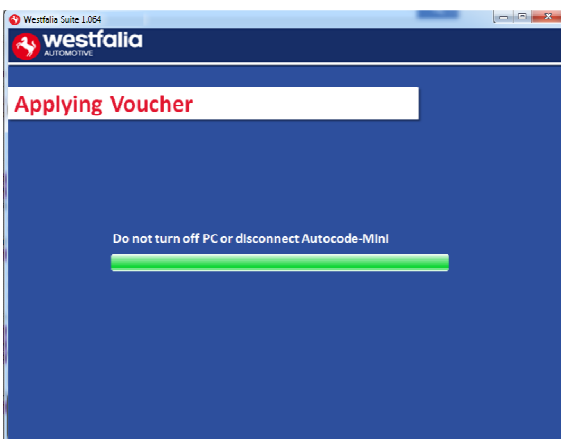 Westfalia Suite 1.064
westfalia
AUTOMOTIVE
Applying Voucher
Do not turn off PC or disconnect Autocode-Mini